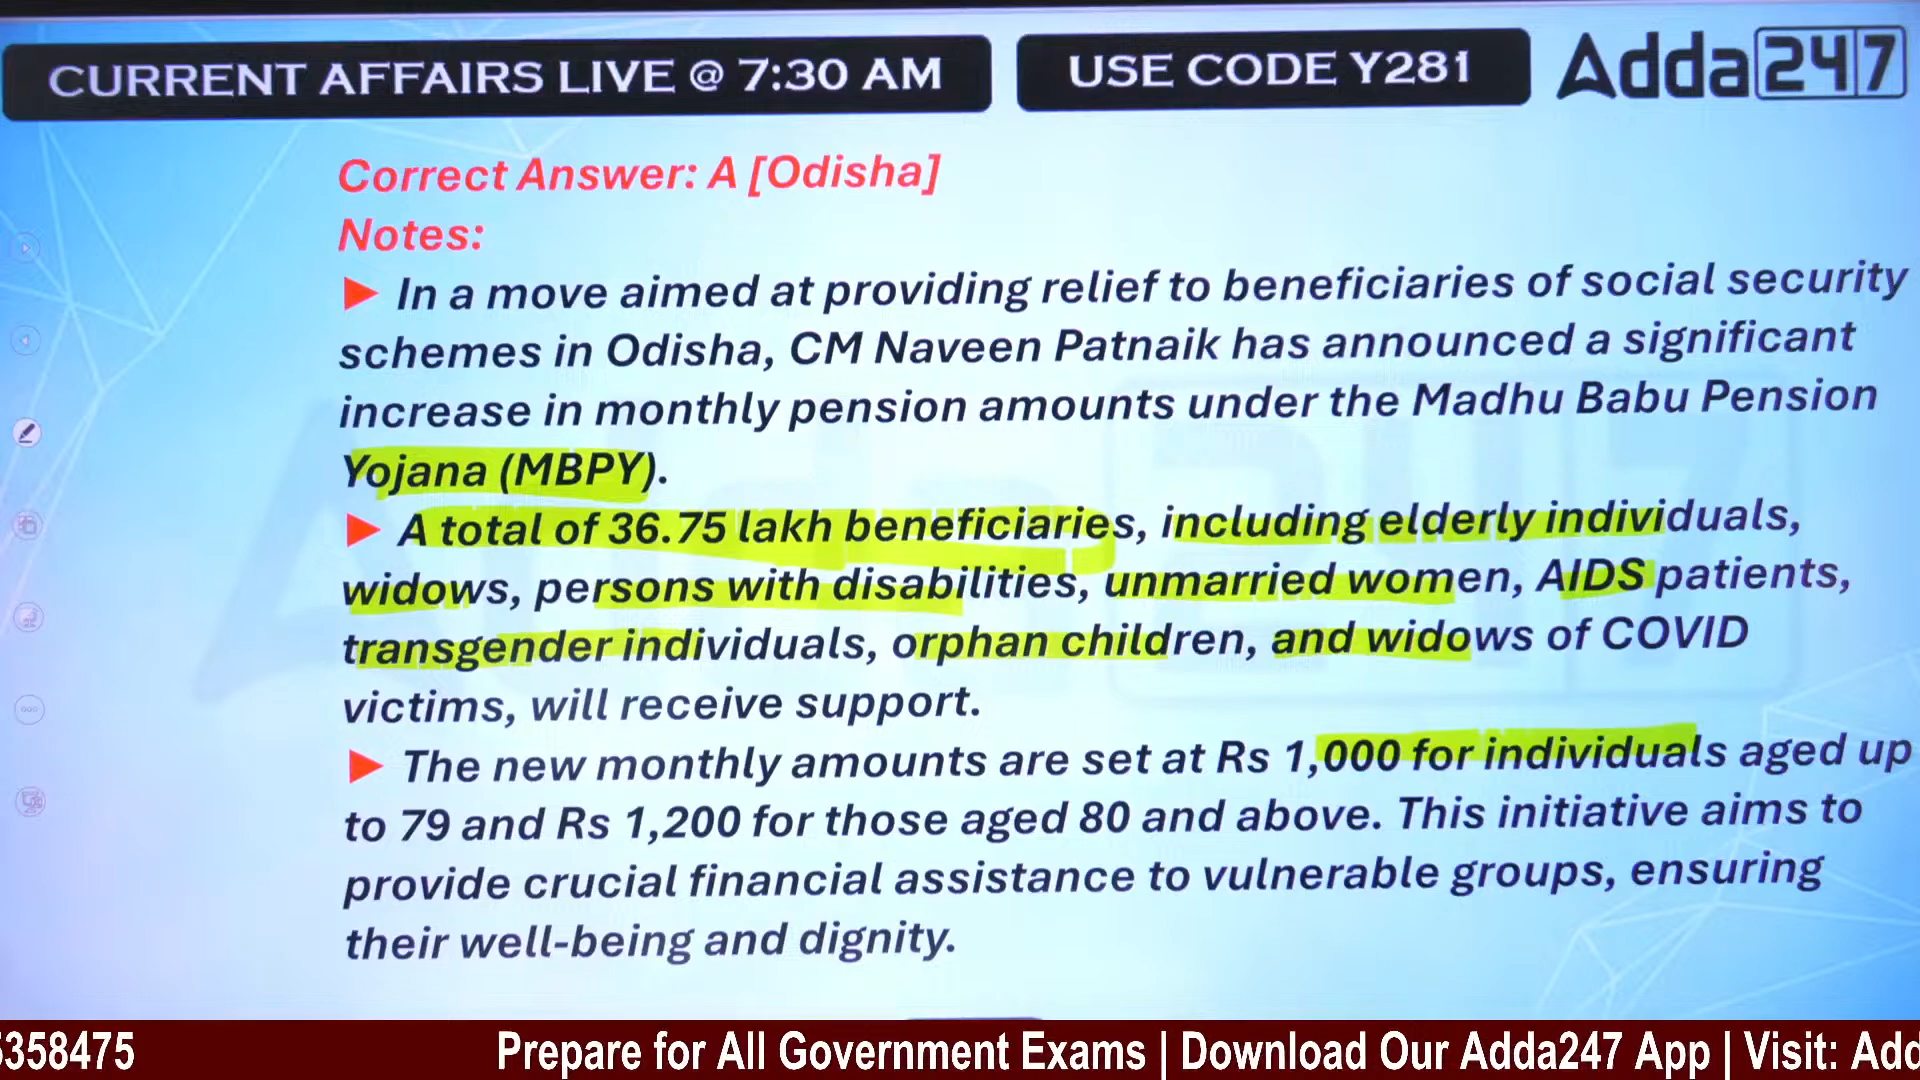 CURRENT AFFAIRS LIVE @ 7:30 AM
USE CODE Y281
Adda247
Correct Answer: A [Odisha]
Notes:
► In a move aimed at providing relief to beneficiaries of social security
schemes in Odisha, CM Naveen Patnaik has announced a significant
increase in monthly pension amounts under the Madhu Babu Pension
Yojana (MBPY).
► A total of 36.75 lakh beneficiaries, including elderly individuals,
widows, persons with disabilities, unmarried women, AIDS patients,
transgender individuals, orphan children, and widows of COVID
victims, will receive support.
► The new monthly amounts are set at Rs 1,000 for individuals aged up
to 79 and Rs 1,200 for those aged 80 and above. This initiative aims to
provide crucial financial assistance to vulnerable groups, ensuring
their well-being and dignity.
5358475 Prepare for All Government Exams | Download Our Adda247 App | Visit: Add